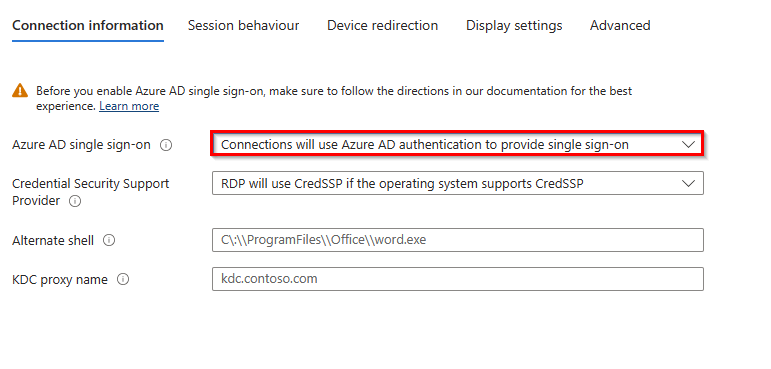 Connection information Session behaviour Device redirection Display settings Advanced
Before you enable Azure AD single sign-on, make sure to follow the directions in our documentation for the best
experience. Learn more
Azure AD single sign-on Connections will use Azure AD authentication to provide single sign-on
Credential Security Support RDP will use CredSSP if the operating system supports CredSSP
Provider
Alternate shell C\:\\ProgramFiles\\Office\\word.exe
KDC proxy name kdc.contoso.com